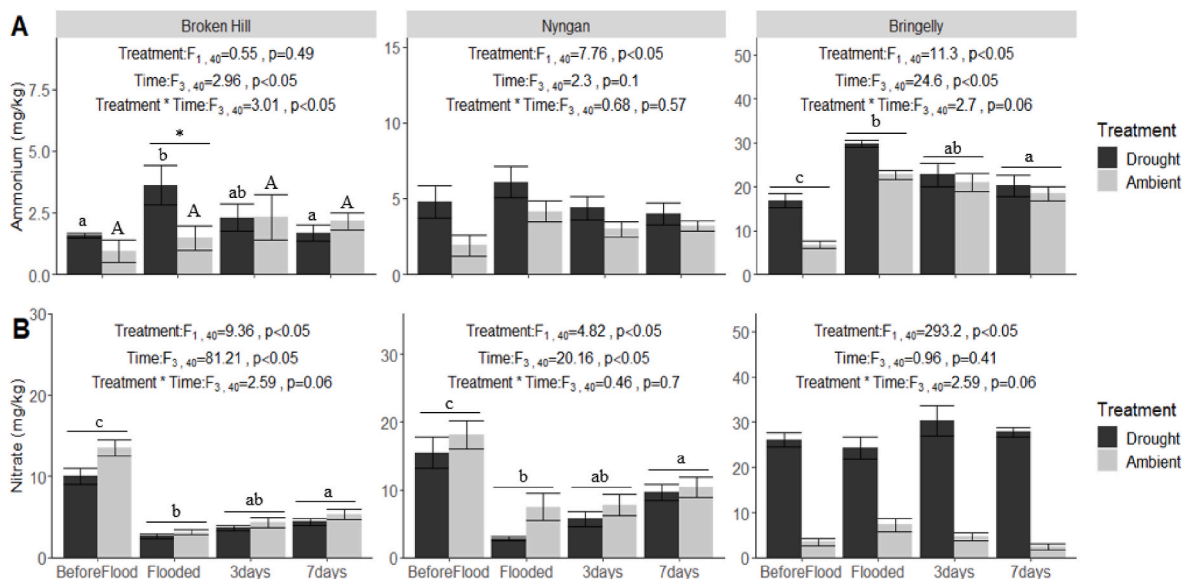 A
Broken Hill
Nyngan
Bringelly
Treatment:F1, 40=0.55 , p=0.49
Time:F3, 40=2.96 , p<0.05
Treatment * Time:F3, 40=3.01 , p<0.05
Treatment:F1, 40=7.76 , p<0.05
Time:F3, 40=2.3 , p=0.1
Treatment * Time:F3, 40=0.68 , p=0.57
Treatment:F1, 40=11.3 , p<0.05
Time:F3, 40=24.6 , p<0.05
Treatment * Time:F3, 40=2.7 , p=0.06
Ammonium (mg/kg)
7.5
5.0
2.5
0.0
a A
*
b A
ab A
a A
15
10
5
0
50
40
30
20
10
0
c
b
ab
a
Treatment
Drought
Ambient
B
Treatment:F1, 40=9.36 , p<0.05
Time:F3, 40=81.21 , p<0.05
Treatment * Time:F3, 40=2.59 , p=0.06
Treatment:F1, 40=4.82 , p<0.05
Time:F3, 40=20.16 , p<0.05
Treatment * Time:F3, 40=0.46 , p=0.7
Treatment:F1, 40=293.2 , p<0.05
Time:F3, 40=0.96 , p=0.41
Treatment * Time:F3, 40=2.59 , p=0.06
Nitrate (mg/kg)
30
20
10
0
c
b
ab
a
BeforeFlood Flooded 3days 7days
30
20
10
0
c
b
ab
a
BeforeFlood Flooded 3days 7days
50
40
30
20
10
0
BeforeFlood Flooded 3days 7days
Treatment
Drought
Ambient